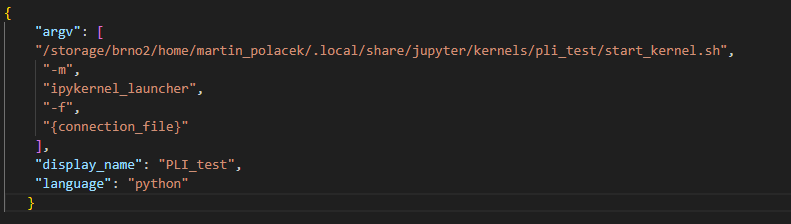 {
"argv": [
"/storage/brno2/home/martin_polacek/.local/share/jupyter/kernels/pli_test/start_kernel.sh",
"-m",
"ipykernel_launcher",
"-f",
"{connection_file}"
],
"display_name": "PLI_test",
"language": "python"
}